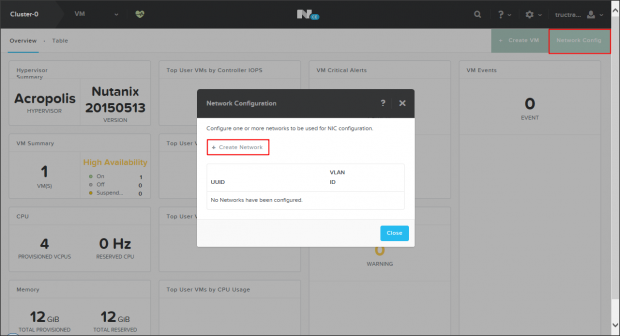 Cluster-0
VM
?
tructra...
Overview
Table
+ Create VM
Network Config
Hypervisor
Summary
Acropolis
HYPERVISOR
Nutanix
20150513
VERSION
Top User VMs by Controller IOPS
VM Critical Alerts
VM Events
0
EVENT
Network Configuration
?
Configure one or more networks to be used for NIC configuration.
+ Create Network
UUID
VLAN
ID
No Networks have been configured.
Close
VM Summary
1
VM(S)
High Availability
On 1
Off 0
Suspend... 0
Top User V
CPU
4
PROVISIONED VCPUS
0 Hz
RESERVED CPU
Top User V
0
WARNING
Memory
12 GiB
TOTAL PROVISIONED
12 GiB
TOTAL RESERVED
Top User VMs by CPU Usage